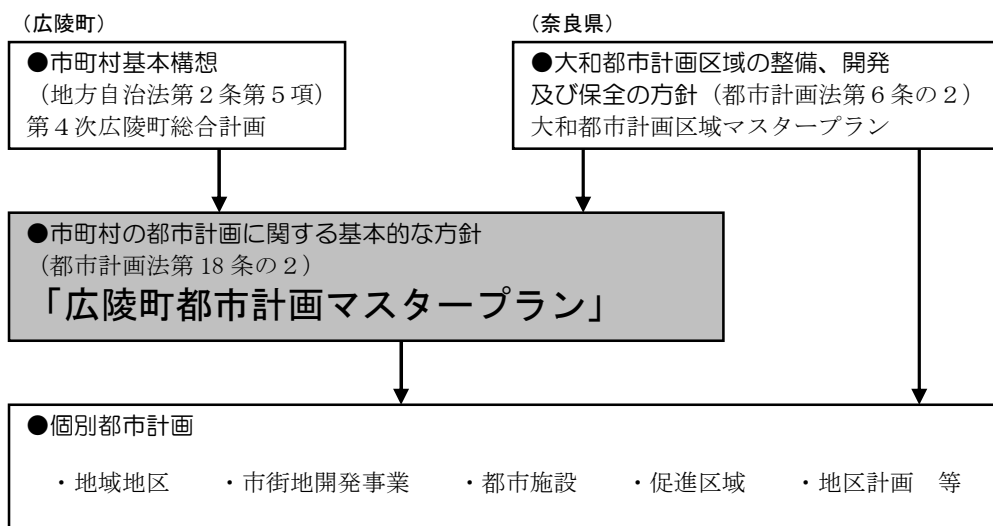 （広陵町）
●市町村基本構想
（地方自治法第２条第５項）
第４次広陵町総合計画
（奈良県）
●大和都市計画区域の整備、開発
及び保全の方針（都市計画法第６条の２）
大和都市計画区域マスタープラン
●市町村の都市計画に関する基本的な方針
（都市計画法第 18 条の２）
「広陵町都市計画マスタープラン」
●個別都市計画
・地域地区　・市街地開発事業　・都市施設　・促進区域　・地区計画　等